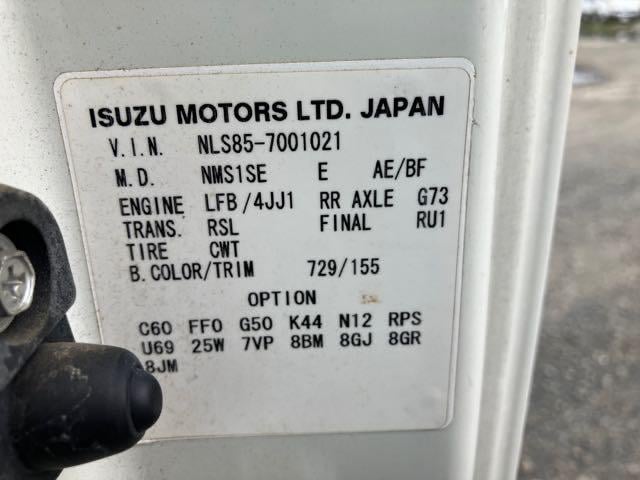 ISUZU MOTORS LTD. JAPAN
V.I.N. NLS85-7001021
M.D. NMS1SE E AE/BF
ENGINE LFB/4JJ1 RR AXLE G73
TRANS. RSL FINAL RU1
TIRE CWT
B.COLOR/TRIM 729/155
OPTION
C60 FF0 G50 K44 N12 RPS
U69 25W 7VP 8BM 8GJ 8GR
8JM